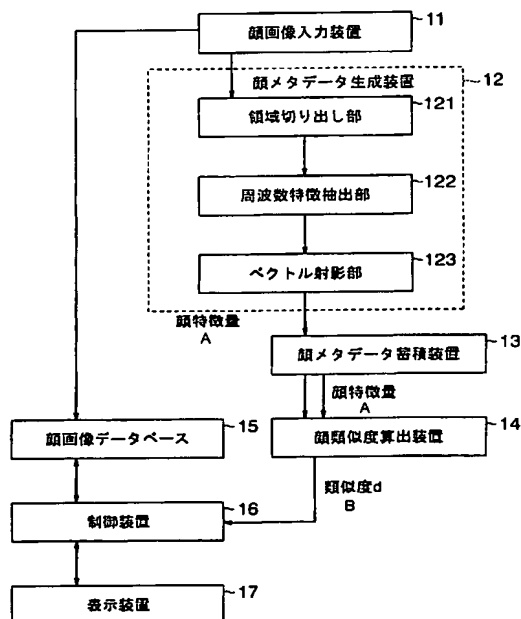 顔画像入力装置
11
顔メタデータ生成装置
12
領域切り出し部
121
周波数特徴抽出部
122
ベクトル射影部
123
顔特徴量
A
顔メタデータ蓄積装置
13
顔特徴量
A
顔画像データベース
15
顔類似度算出装置
14
類似度d
B
制御装置
16
表示装置
17